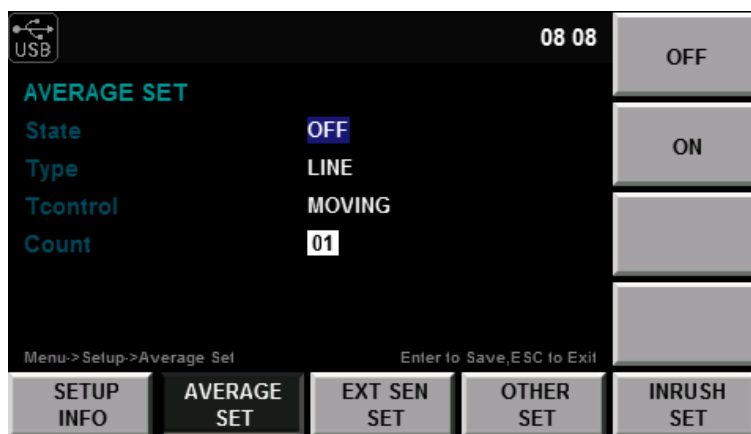 USB
08 08
OFF
AVERAGE SET
State OFF
ON
Type LINE
Tcontrol MOVING
Count 01
Menu->Setup->Average Set Enter to Save,ESC to Exit
SETUP INFO
AVERAGE SET
EXT SEN SET
OTHER SET
INRUSH SET